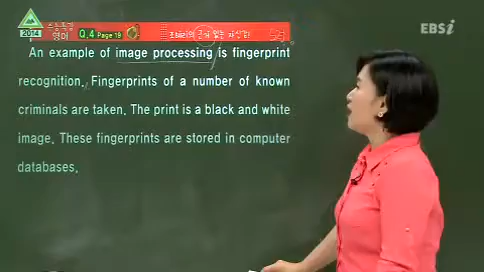 2014
영어
Q.4 Page 19
EBSi
An example of image processing is fingerprint
recognition. Fingerprints of a number of known
criminals are taken. The print is a black and white
image. These fingerprints are stored in computer
databases.